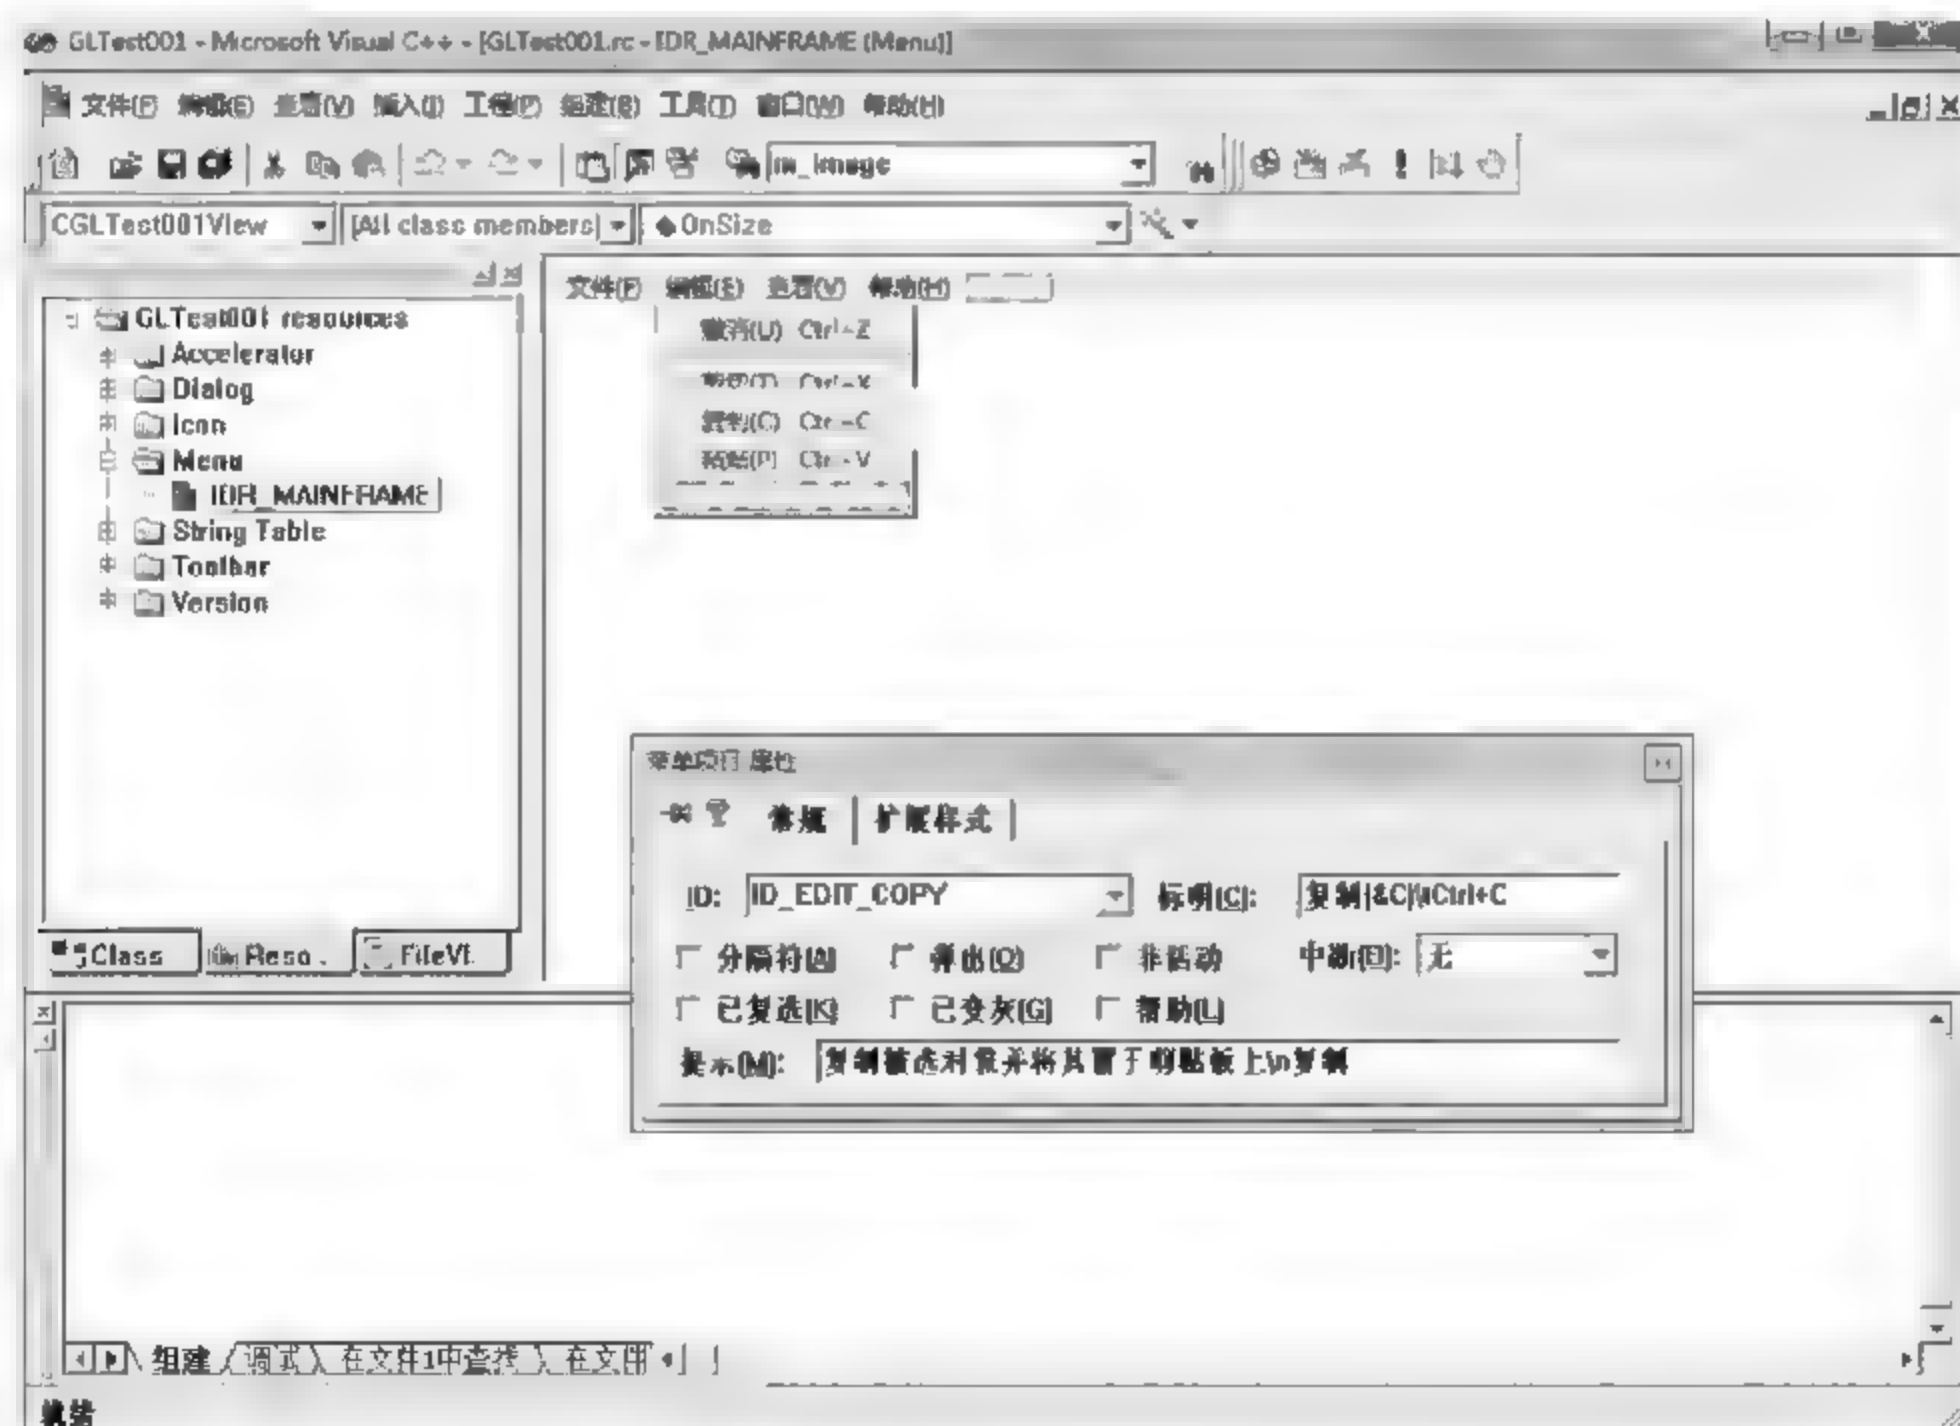 GLTest001 - Microsoft Visual C++ - [GLTest001.rc - IDR_MAINFRAME (Menu)]
文件(F) 编辑(E) 查看(V) 插入(I) 工程(P) 组建(B) 工具(T) 窗口(W) 帮助(H)
m_Image
CGLTest001View [All class members] OnSize
文件(F) 编辑(E) 查看(V) 帮助(H)
GLTest001 resources
Accelerator
Dialog
Icon
Menu
IDR_MAINFRAME
String Table
Toolbar
Version
撤消(U) Ctrl+Z
剪切(T) Ctrl+X
复制(C) Ctrl+C
粘贴(P) Ctrl+V
菜单项目 属性
常规 扩展样式
ID: ID_EDIT_COPY 标明(C): 复制(&C)\tCtrl+C
分隔符(A) 弹出(O) 非活动 中断(E): 无
已复选(K) 已变灰(G) 帮助(L)
提示(M): 复制被选对象并将其置于剪贴板上\n复制
Class Reso. FileVi.
组建 调试 在文件1中查找 在文件
就绪